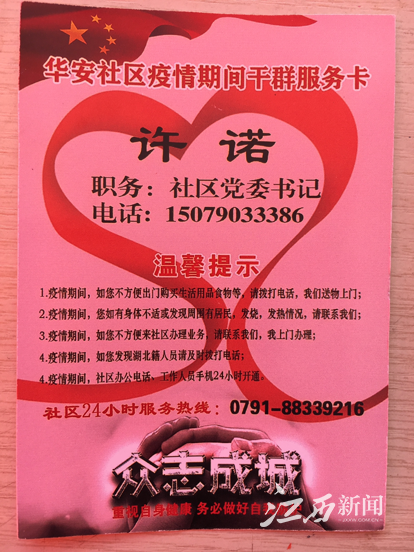 华安社区疫情期间干群服务卡
许 诺
职务：社区党委书记
电话：15079033386
温馨提示
1.疫情期间，如您不方便出门购买生活用品食物等，请拨打电话，我们送物上门；
2.疫情期间，您如有身体不适或发现周围有居民，发烧，发热情况，请联系我们；
3.疫情期间，如您不方便来社区办理业务，请联系我们，我上门办理；
4.疫情期间，如您发现湖北籍人员请及时拨打电话；
4.疫情期间，社区办公电话、工作人员手机24小时开通。
社区24小时服务热线：0791-88339216
众志成城
重视自身健康 务必做好自
江西新闻